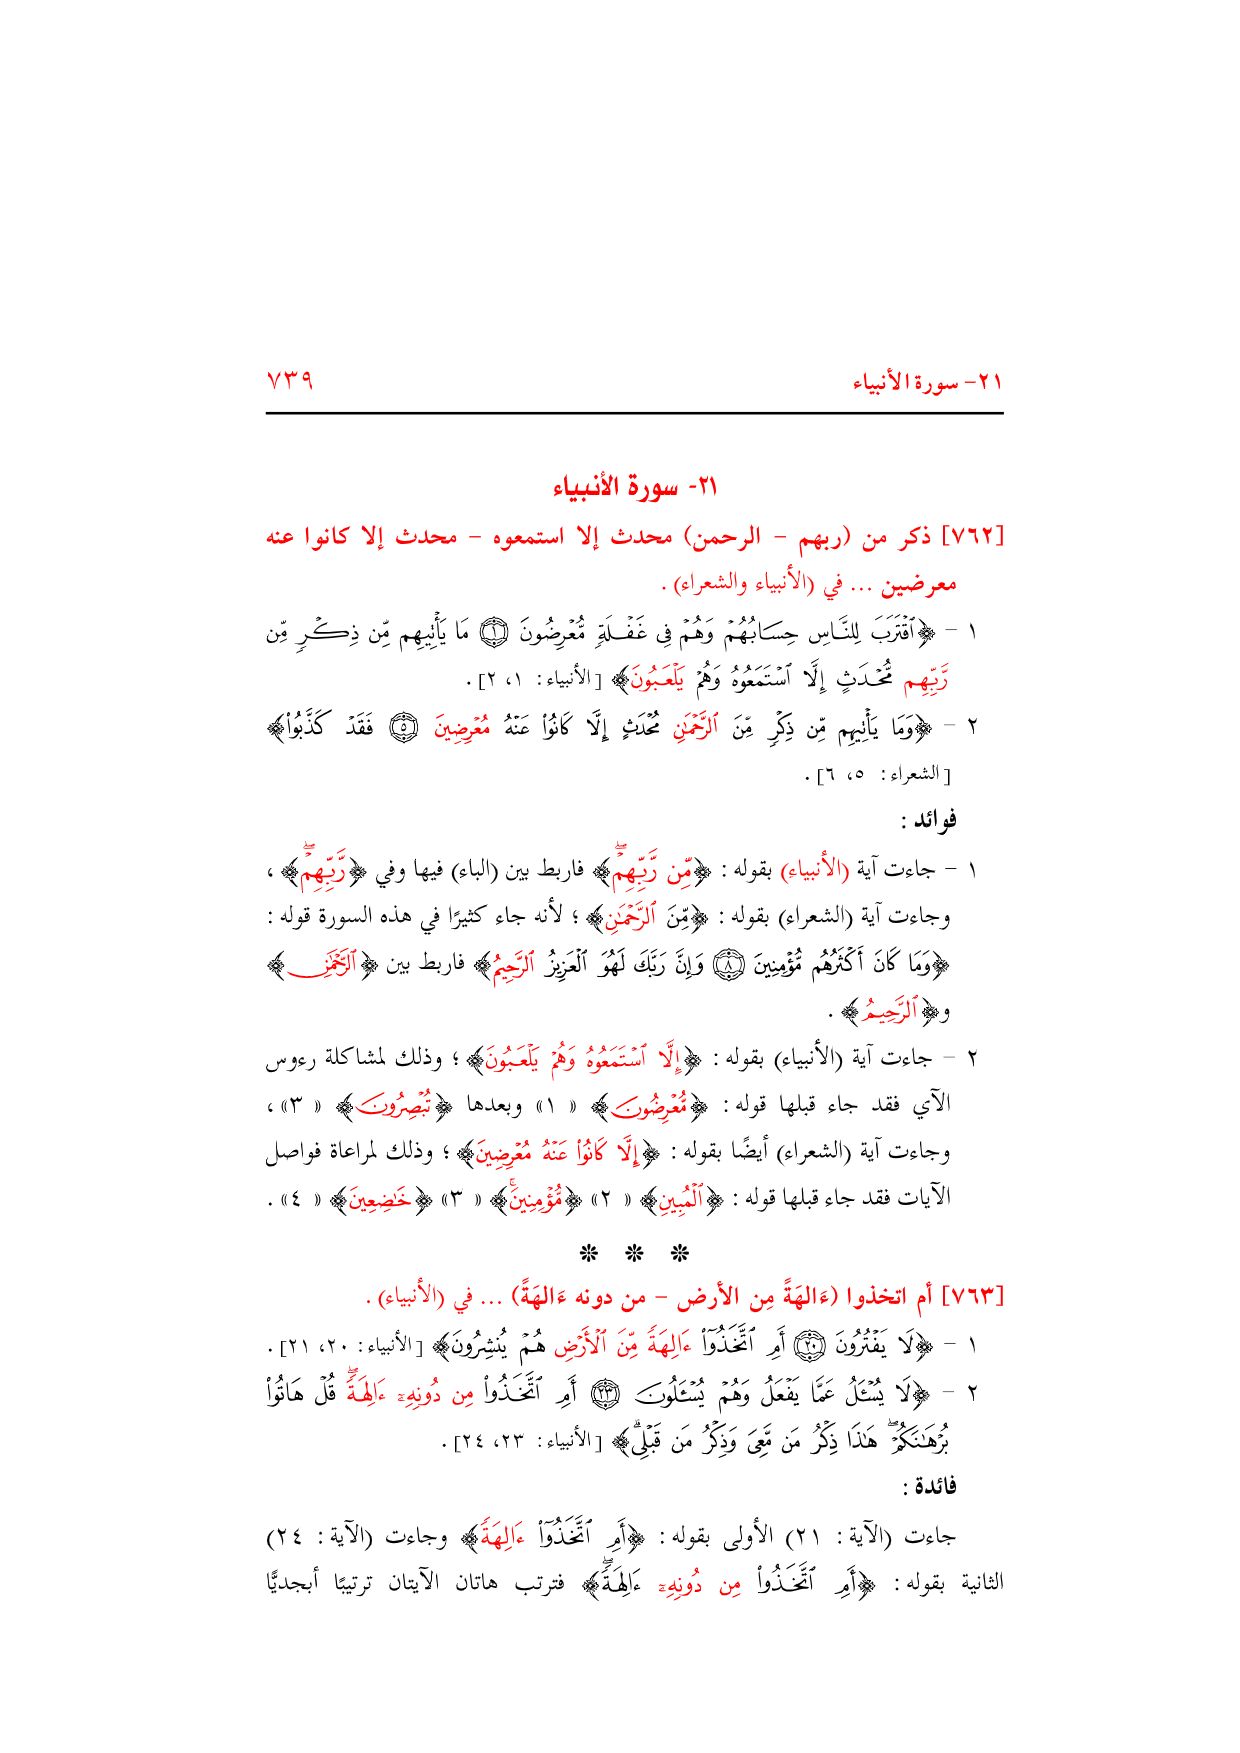 ٢١- سورة الأنبياء ٧٣٩
٢١- سورة الأنبياء
[٧٦٢] ذكر من (ربهم – الرحمن) محدث إلا استمعوه – محدث إلا كانوا عنه
معرضين ... في (الأنبياء والشعراء) .
١ – ﴿ٱقۡتَرَبَ لِلنَّاسِ حِسَابُهُمۡ وَهُمۡ فِي غَفۡلَةٖ مُّعۡرِضُونَ ١ مَا يَأۡتِيهِم مِّن ذِكۡرٖ مِّن
رَّبِّهِم مُّحۡدَثٍ إِلَّا ٱسۡتَمَعُوهُ وَهُمۡ يَلۡعَبُونَ﴾ [الأنبياء: ١، ٢] .
٢ – ﴿وَمَا يَأۡتِيهِم مِّن ذِكۡرٖ مِّنَ ٱلرَّحۡمَٰنِ مُحۡدَثٍ إِلَّا كَانُواْ عَنۡهُ مُعۡرِضِينَ ٥ فَقَدۡ كَذَّبُواْ﴾
[الشعراء: ٥، ٦] .
فوائد :
١ – جاءت آية (الأنبياء) بقوله : ﴿مِّن رَّبِّهِمۡۖ﴾ فاربط بين (الباء) فيها وفي ﴿رَّبِّهِمۡۖ﴾ ،
وجاءت آية (الشعراء) بقوله : ﴿مِّنَ ٱلرَّحۡمَٰنِ﴾ ؛ لأنه جاء كثيرًا في هذه السورة قوله :
﴿وَمَا كَانَ أَكۡثَرُهُم مُّؤۡمِنِينَ ٨ وَإِنَّ رَبَّكَ لَهُوَ ٱلۡعَزِيزُ ٱلرَّحِيمُ﴾ فاربط بين ﴿ٱلرَّحۡمَٰنِ﴾
و﴿ٱلرَّحِيمُ﴾ .
٢ – جاءت آية (الأنبياء) بقوله : ﴿إِلَّا ٱسۡتَمَعُوهُ وَهُمۡ يَلۡعَبُونَ﴾ ؛ وذلك لمشاكلة رءوس
الآي فقد جاء قبلها قوله : ﴿مُّعۡرِضُونَ﴾ «١» وبعدها ﴿تُبۡصِرُونَ﴾ «٣» ،
وجاءت آية (الشعراء) أيضًا بقوله : ﴿إِلَّا كَانُواْ عَنۡهُ مُعۡرِضِينَ﴾ ؛ وذلك لمراعاة فواصل
الآيات فقد جاء قبلها قوله : ﴿ٱلۡمُبِينِ﴾ «٢» ﴿مُّؤۡمِنِينَۚ﴾ «٣» ﴿خَٰضِعِينَ﴾ «٤» .
❊ ❊ ❊
[٧٦٣] أم اتخذوا (ءَالهَةً مِن الأرض – من دونه ءَالهَةً) ... في (الأنبياء) .
١ – ﴿لَا يَفۡتُرُونَ ٢٠ أَمِ ٱتَّخَذُوٓاْ ءَالِهَةٗ مِّنَ ٱلۡأَرۡضِ هُمۡ يُنشِرُونَ﴾ [الأنبياء: ٢٠، ٢١] .
٢ – ﴿لَا يُسۡـَٔلُ عَمَّا يَفۡعَلُ وَهُمۡ يُسۡـَٔلُونَ ٢٣ أَمِ ٱتَّخَذُواْ مِن دُونِهِۦٓ ءَالِهَةٗۖ قُلۡ هَاتُواْ
بُرۡهَٰنَكُمۡۖ هَٰذَا ذِكۡرُ مَن مَّعِيَ وَذِكۡرُ مَن قَبۡلِيۚ﴾ [الأنبياء: ٢٣، ٢٤] .
فائدة :
جاءت (الآية: ٢١) الأولى بقوله : ﴿أَمِ ٱتَّخَذُوٓاْ ءَالِهَةٗ﴾ وجاءت (الآية: ٢٤)
الثانية بقوله : ﴿أَمِ ٱتَّخَذُواْ مِن دُونِهِۦٓ ءَالِهَةٗۖ﴾ فترتب هاتان الآيتان ترتيبًا أبجديًّا